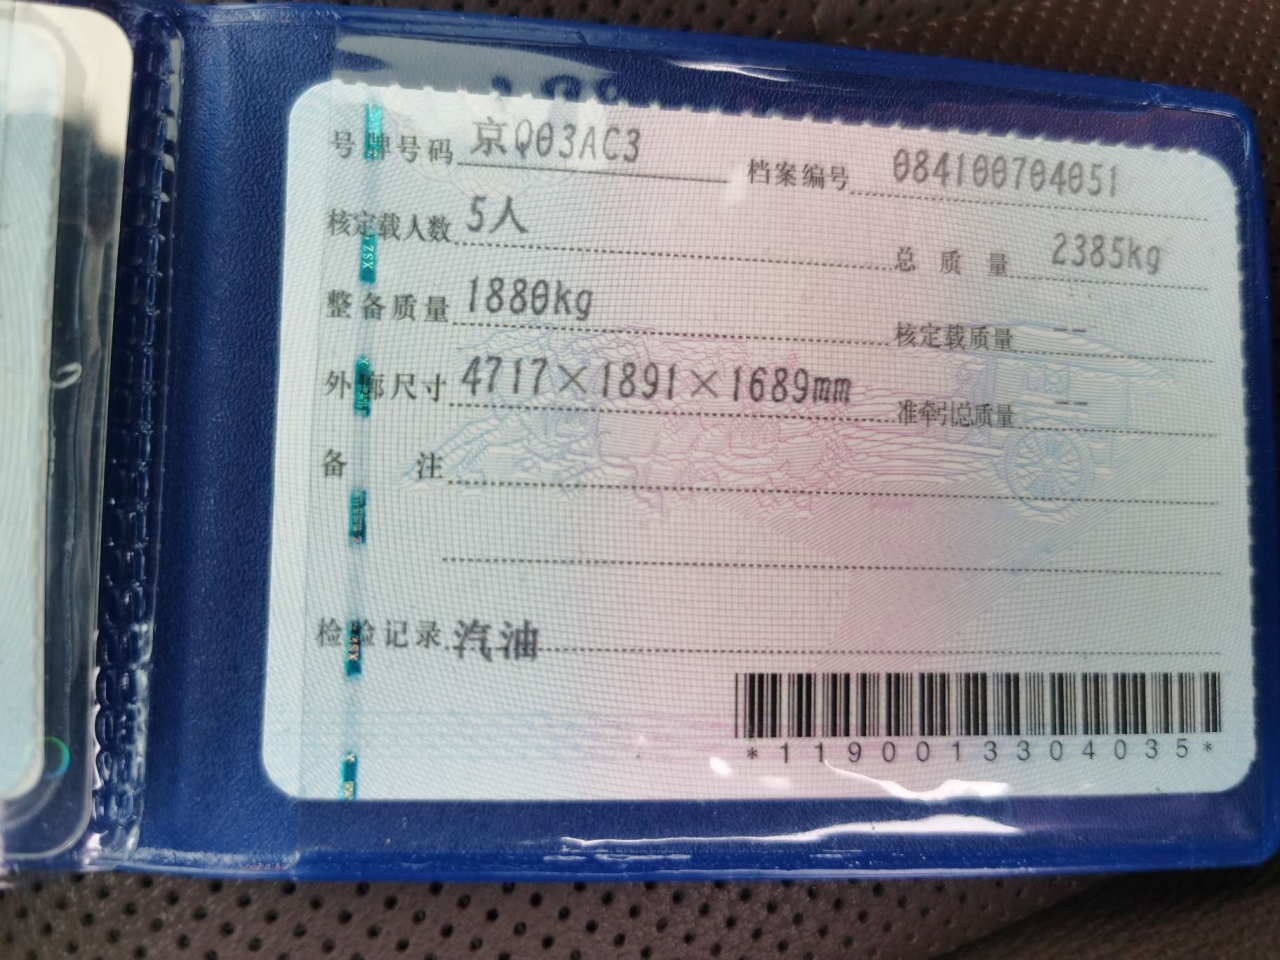 号牌号码 京Q03AC3 档案编号 084100704051
核定载人数 5人 总质量 2385kg
整备质量 1880kg 核定载质量 --
外廓尺寸 4717×1891×1689mm 准牵引总质量 --
备注
检验记录 汽油
*1190013304035*